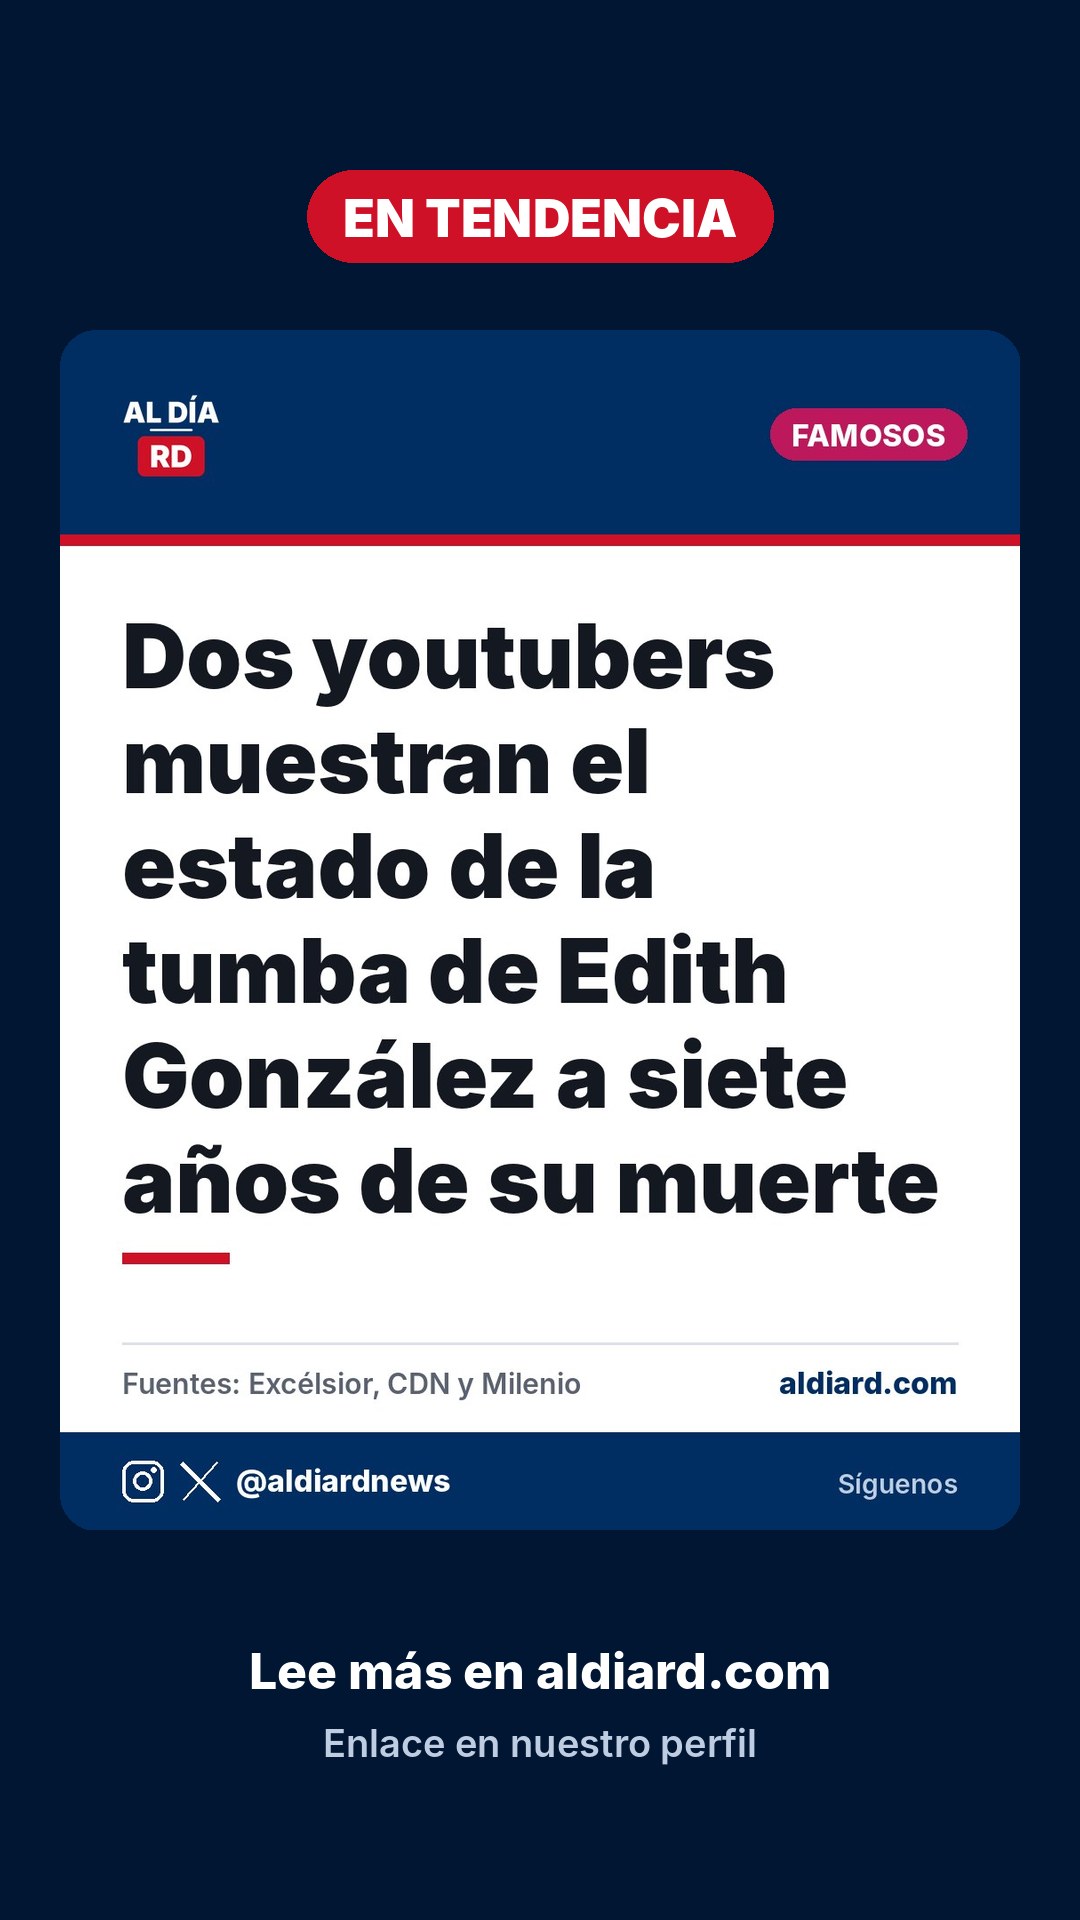 EN TENDENCIA
AL DÍA
RD
FAMOSOS
Dos youtubers
muestran el
estado de la
tumba de Edith
González a siete
años de su muerte
Fuentes: Excélsior, CDN y Milenio
aldiard.com
@aldiardnews
Síguenos
Lee más en aldiard.com
Enlace en nuestro perfil